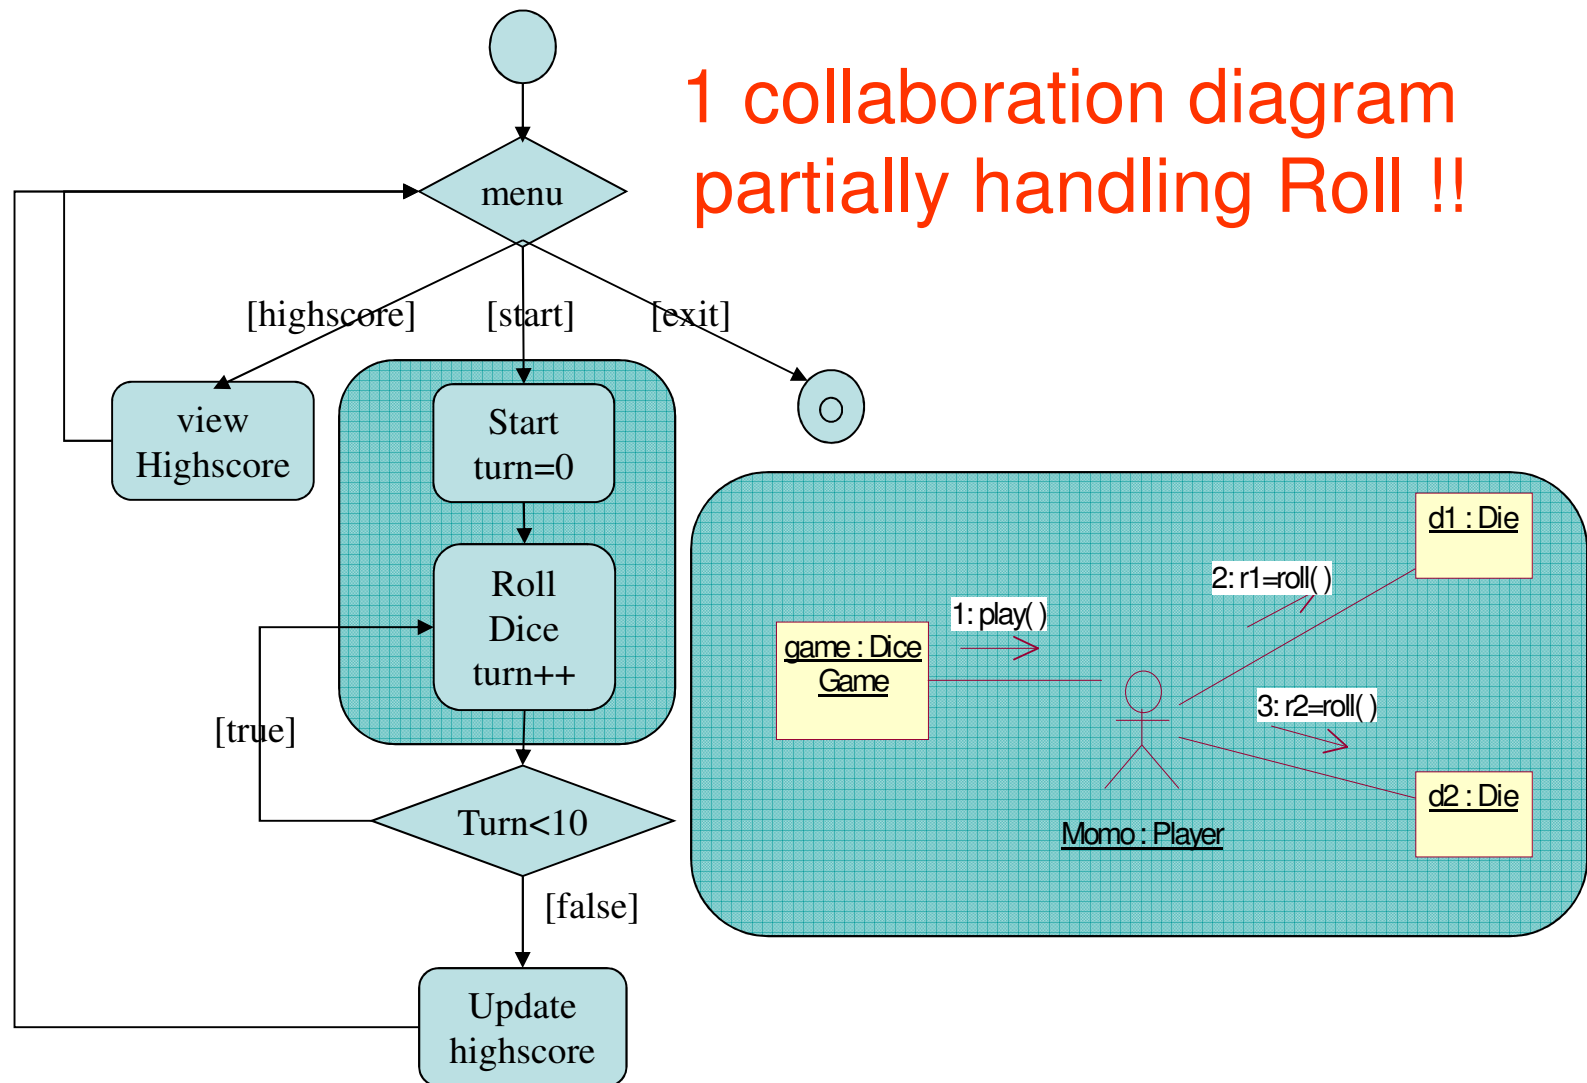 1 collaboration diagram
partially handling Roll !!
menu
[highscore]
[start]
[exit]
view
Highscore
Start
turn=0
Roll
Dice
turn++
[true]
Turn<10
[false]
Update
highscore
game : Dice
Game
1: play( )
2: r1=roll( )
d1 : Die
3: r2=roll( )
d2 : Die
Momo : Player